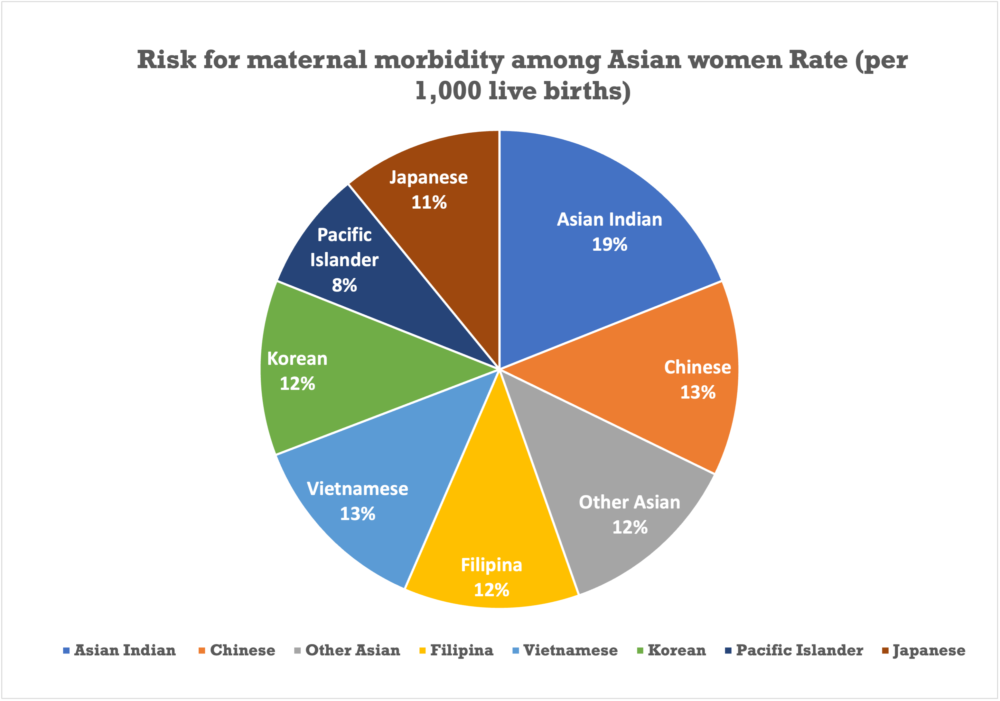 Risk for maternal morbidity among Asian women Rate (per
1,000 live births)
Japanese
11%
Asian Indian
19%
Pacific
Islander
8%
Korean
12%
Chinese
13%
Vietnamese
13%
Other Asian
12%
Filipina
12%
Asian Indian Chinese Other Asian Filipina Vietnamese Korean Pacific Islander Japanese